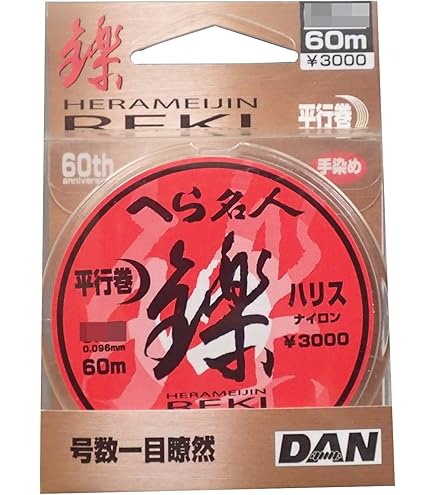 鑠
60m
¥3000
HERAMEIJIN
REKI
平行巻
60th
anniversary
手染め
へら名人
平行巻
鑠
ハリス
ナイロン
0.096mm
¥3000
60m
HERAMEIJIN
REKI
号数一目瞭然
DAN